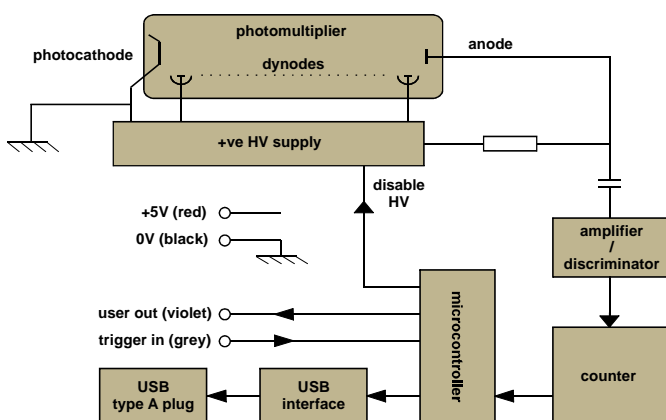 photomultiplier
photocathode
anode
dynodes
+ve HV supply
disable
HV
+5V (red)
0V (black)
amplifier
/
discriminator
user out (violet)
trigger in (grey)
microcontroller
counter
USB
type A plug
USB
interface